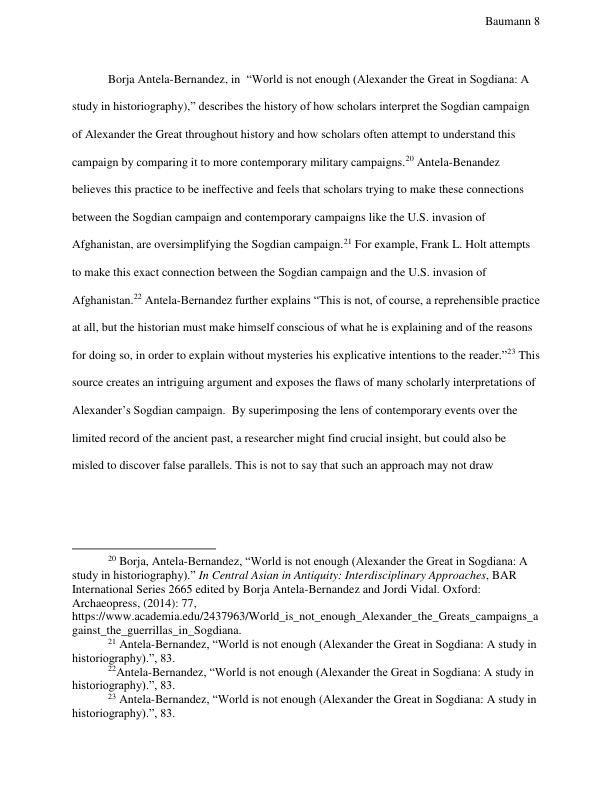 Baumann 8
Borja Antela-Bernandez, in  “World is not enough (Alexander the Great in Sogdiana: A
study in historiography),” describes the history of how scholars interpret the Sogdian campaign
of Alexander the Great throughout history and how scholars often attempt to understand this
campaign by comparing it to more contemporary military campaigns.20 Antela-Benandez
believes this practice to be ineffective and feels that scholars trying to make these connections
between the Sogdian campaign and contemporary campaigns like the U.S. invasion of
Afghanistan, are oversimplifying the Sogdian campaign.21 For example, Frank L. Holt attempts
to make this exact connection between the Sogdian campaign and the U.S. invasion of
Afghanistan.22 Antela-Bernandez further explains “This is not, of course, a reprehensible practice
at all, but the historian must make himself conscious of what he is explaining and of the reasons
for doing so, in order to explain without mysteries his explicative intentions to the reader.”23 This
source creates an intriguing argument and exposes the flaws of many scholarly interpretations of
Alexander’s Sogdian campaign.  By superimposing the lens of contemporary events over the
limited record of the ancient past, a researcher might find crucial insight, but could also be
misled to discover false parallels. This is not to say that such an approach may not draw
20 Borja, Antela-Bernandez, “World is not enough (Alexander the Great in Sogdiana: A
study in historiography).” In Central Asian in Antiquity: Interdisciplinary Approaches, BAR
International Series 2665 edited by Borja Antela-Bernandez and Jordi Vidal. Oxford:
Archaeopress, (2014): 77,
https://www.academia.edu/2437963/World_is_not_enough_Alexander_the_Greats_campaigns_a
gainst_the_guerrillas_in_Sogdiana.
21 Antela-Bernandez, “World is not enough (Alexander the Great in Sogdiana: A study in
historiography).”, 83.
22Antela-Bernandez, “World is not enough (Alexander the Great in Sogdiana: A study in
historiography).”, 83.
23 Antela-Bernandez, “World is not enough (Alexander the Great in Sogdiana: A study in
historiography).”, 83.